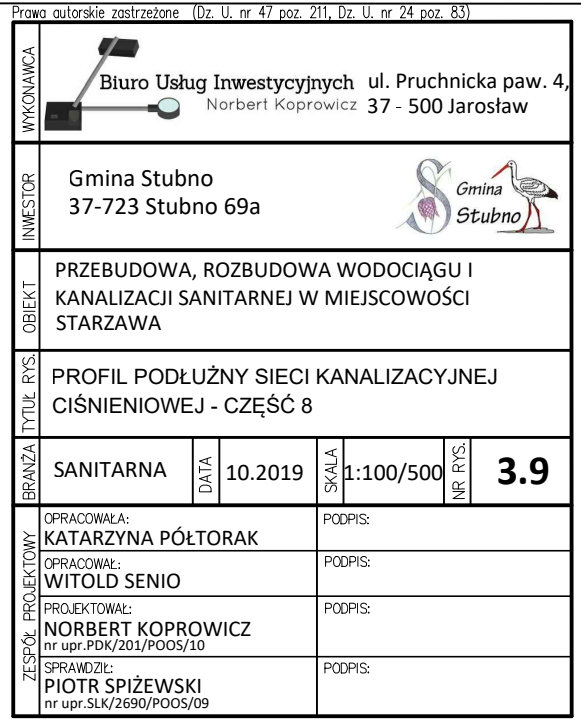 Prawa autorskie zastrzeżone (Dz. U. nr 47 poz. 211, Dz. U. nr 24 poz. 83)
WYKONAWCA
Biuro Usług Inwestycyjnych
Norbert Koprowicz
ul. Pruchnicka paw. 4,
37 - 500 Jarosław
INWESTOR
Gmina Stubno
37-723 Stubno 69a
Gmina
Stubno
OBIEKT
PRZEBUDOWA, ROZBUDOWA WODOCIĄGU I
KANALIZACJI SANITARNEJ W MIEJSCOWOŚCI
STARZAWA
TYTUŁ RYS.
PROFIL PODŁUŻNY SIECI KANALIZACYJNEJ
CIŚNIENIOWEJ - CZĘŚĆ 8
BRANŻA
SANITARNA
DATA
10.2019
SKALA
1:100/500
NR RYS.
3.9
ZESPÓŁ PROJEKTOWY
OPRACOWAŁA:
KATARZYNA PÓŁTORAK
PODPIS:
OPRACOWAŁ:
WITOLD SENIO
PODPIS:
PROJEKTOWAŁ:
NORBERT KOPROWICZ
nr upr.PDK/201/POOS/10
PODPIS:
SPRAWDZIŁ:
PIOTR SPIŻEWSKI
nr upr.SLK/2690/POOS/09
PODPIS: